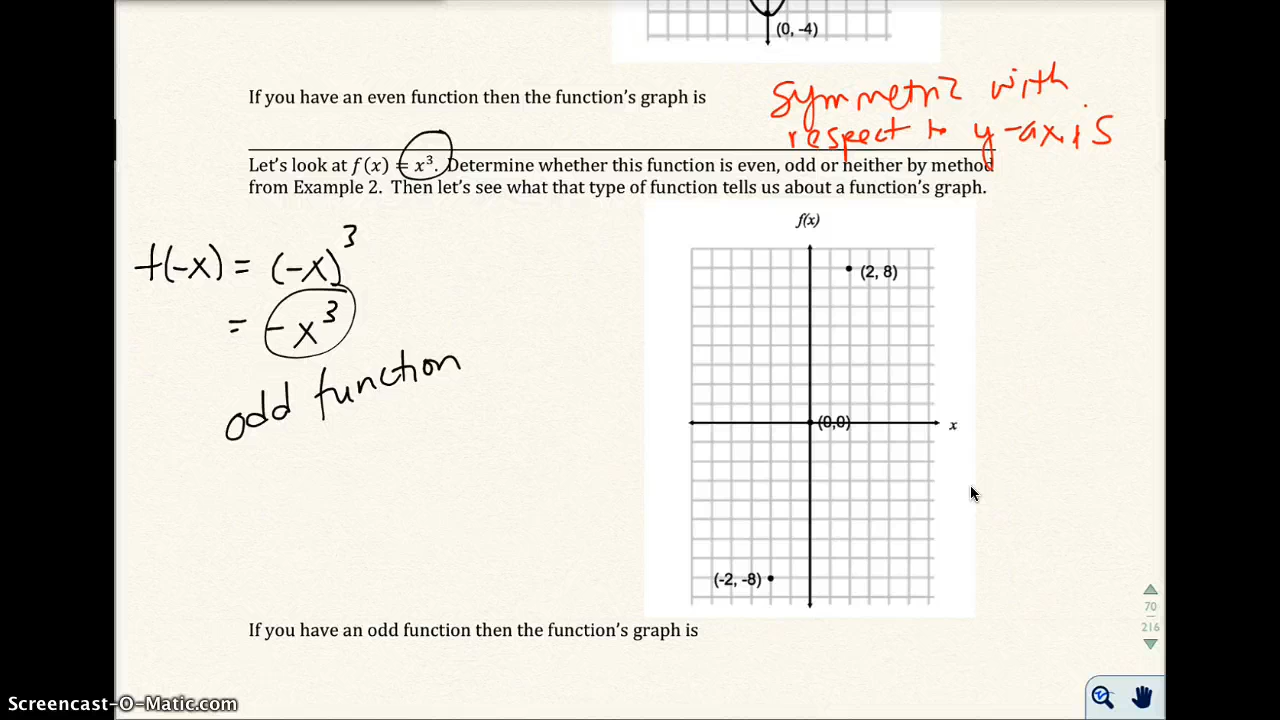 (0, -4)
If you have an even function then the function's graph is
symmetric with
respect to y-axis
Let's look at f(x) = x³. Determine whether this function is even, odd or neither by method
from Example 2. Then let's see what that type of function tells us about a function's graph.
f(x)
f(-x) = (-x)³
= -x³
odd function
(2, 8)
(0,0)
x
(-2, -8)
If you have an odd function then the function's graph is
70
216
Screencast-O-Matic.com